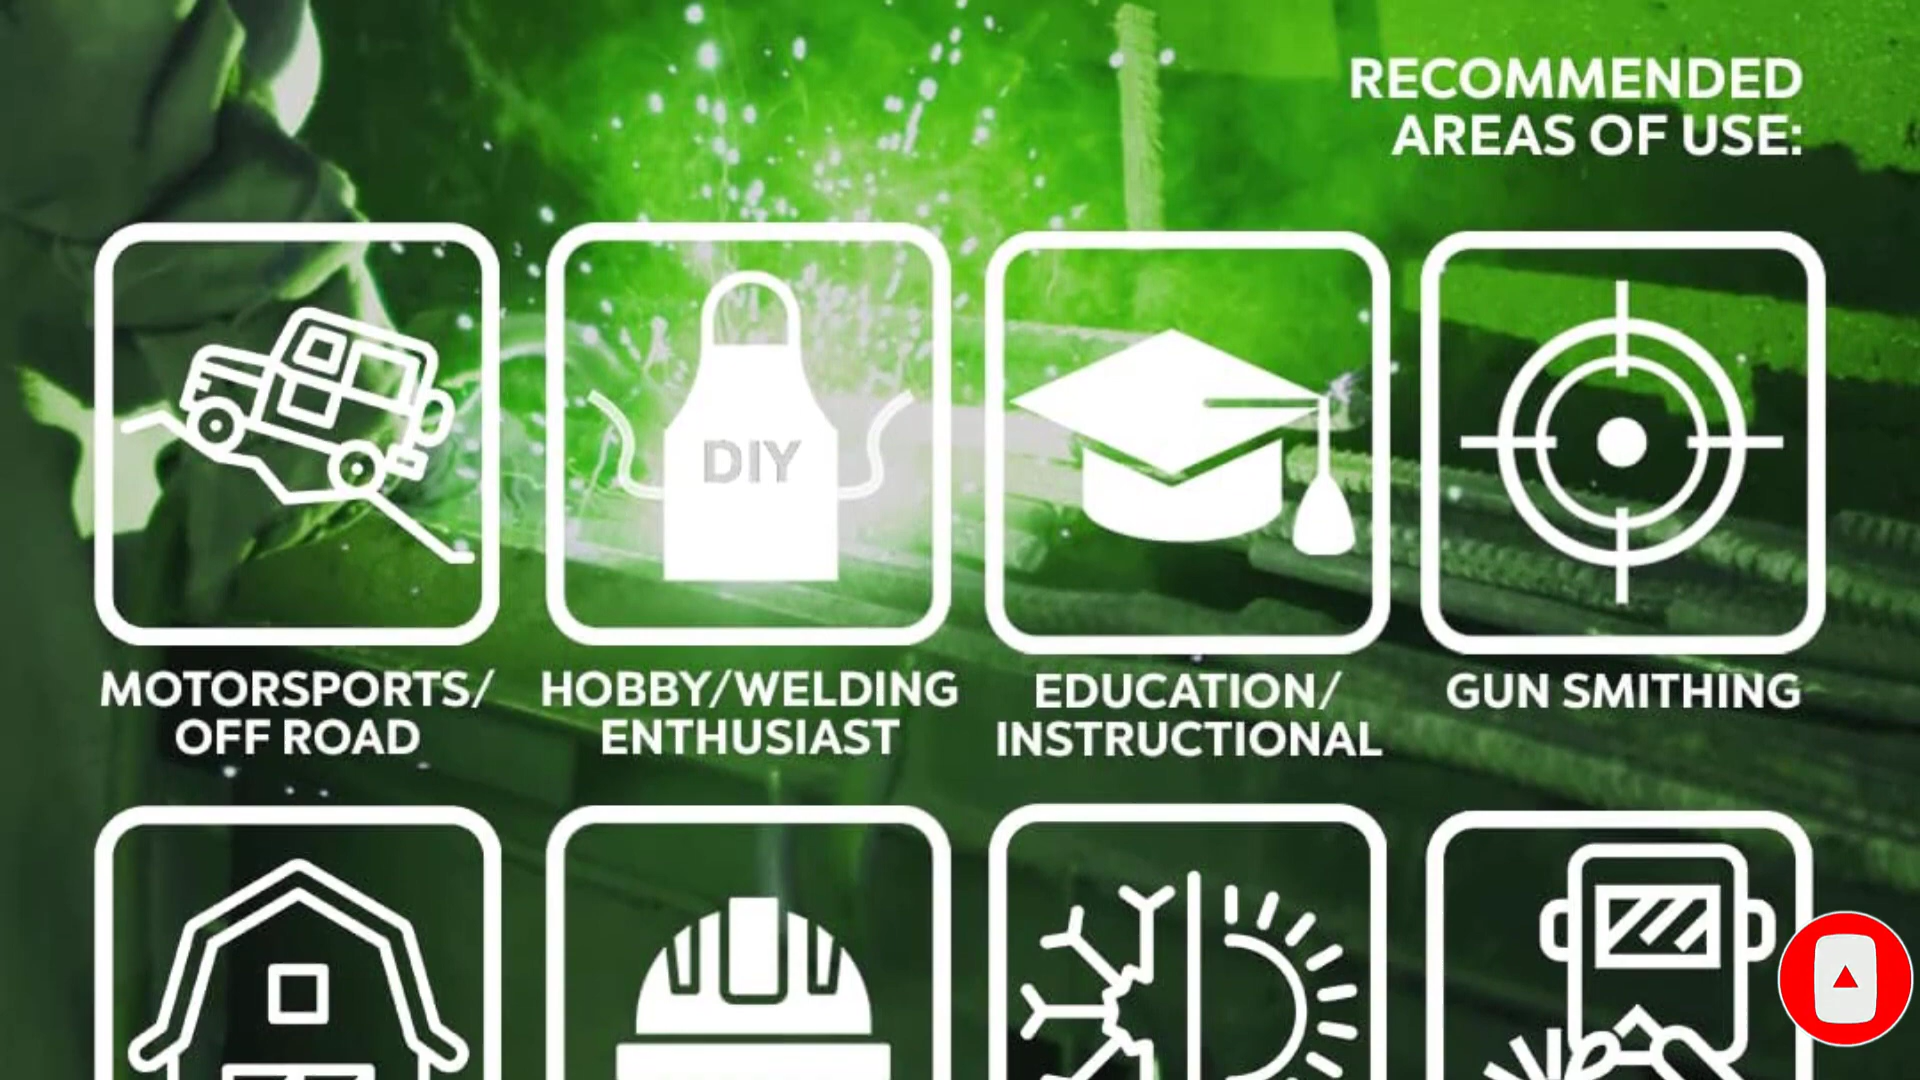 RECOMMENDED
AREAS OF USE:
DIY
MOTORSPORTS/
OFF ROAD
HOBBY/WELDING
ENTHUSIAST
EDUCATION/
INSTRUCTIONAL
GUN SMITHING